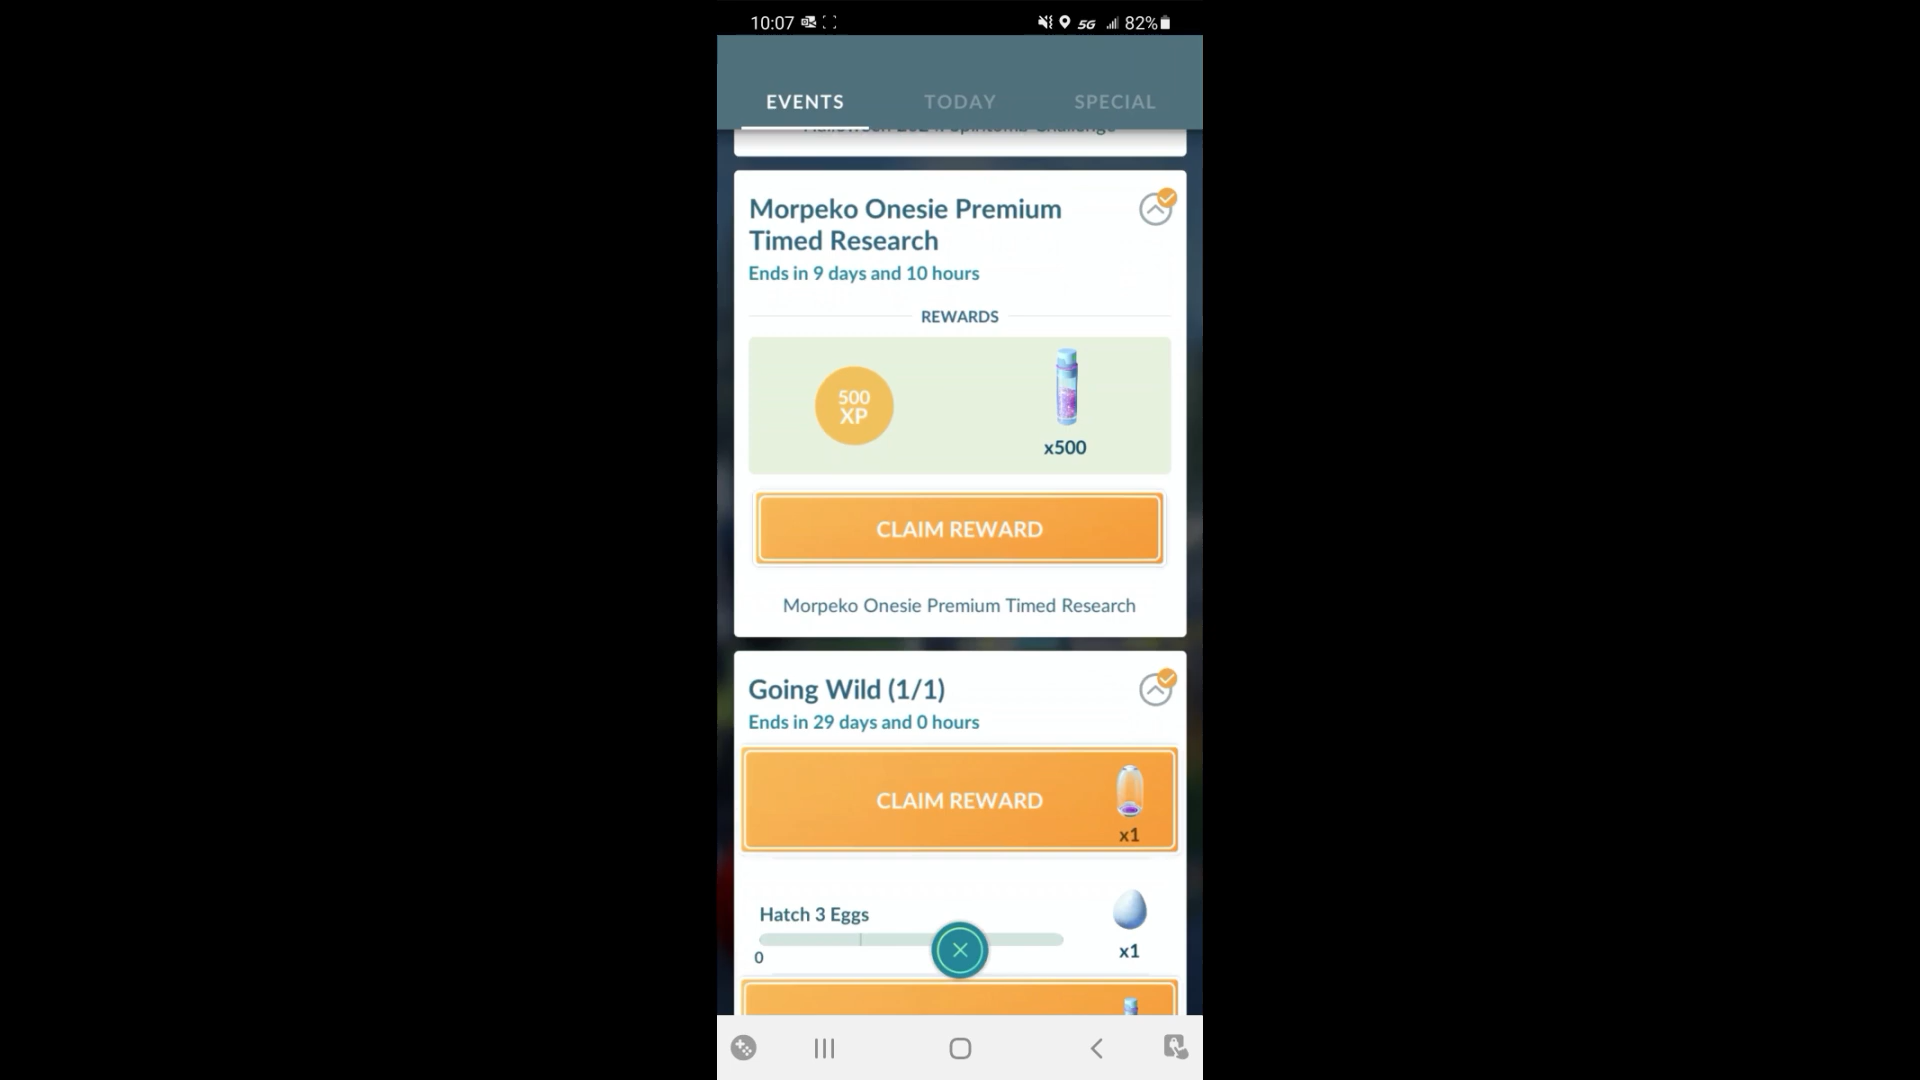 10:07 5G 82%
EVENTS TODAY SPECIAL
Morpeko Onesie Premium
Timed Research
Ends in 9 days and 10 hours
REWARDS
500
XP
x500
CLAIM REWARD
Morpeko Onesie Premium Timed Research
Going Wild (1/1)
Ends in 29 days and 0 hours
CLAIM REWARD
x1
Hatch 3 Eggs
0
x1